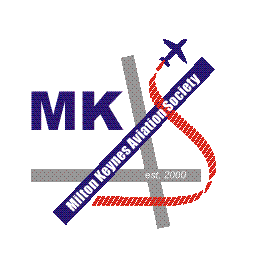 MK
Milton Keynes Aviation Society
est. 2000